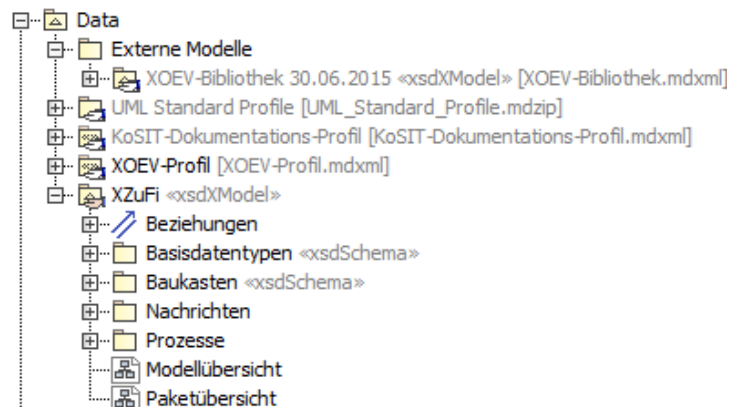 Data
Externe Modelle
XOEV-Bibliothek 30.06.2015 «xsdXModel» [XOEV-Bibliothek.mdxml]
UML Standard Profile [UML_Standard_Profile.mdzip]
KoSIT-Dokumentations-Profil [KoSIT-Dokumentations-Profil.mdxml]
XOEV-Profil [XOEV-Profil.mdxml]
XZuFi «xsdXModel»
Beziehungen
Basisdatentypen «xsdSchema»
Baukasten «xsdSchema»
Nachrichten
Prozesse
Modellübersicht
Paketübersicht